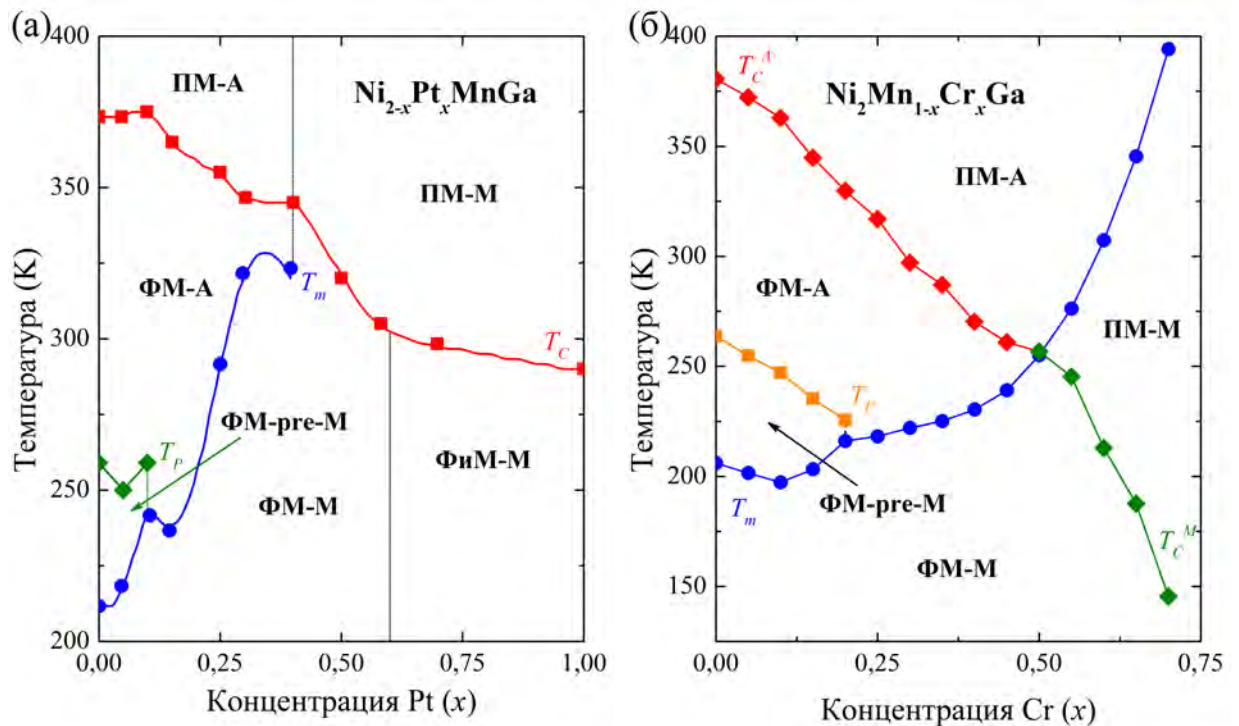 (а)
400
350
300
250
200
Температура (К)
ПМ-А
Ni2-xPtxMnGa
ПМ-М
ФМ-А
Tm
TC
ФМ-pre-М
TP
ФиМ-М
ФМ-М
0,00
0,25
0,50
0,75
1,00
Концентрация Pt (x)
(б)
400
350
300
250
200
150
Температура (К)
TCA
Ni2Mn1-xCrxGa
ПМ-А
ФМ-А
ПМ-М
TP
ФМ-pre-М
Tm
TCM
ФМ-М
0,00
0,25
0,50
0,75
Концентрация Cr (x)